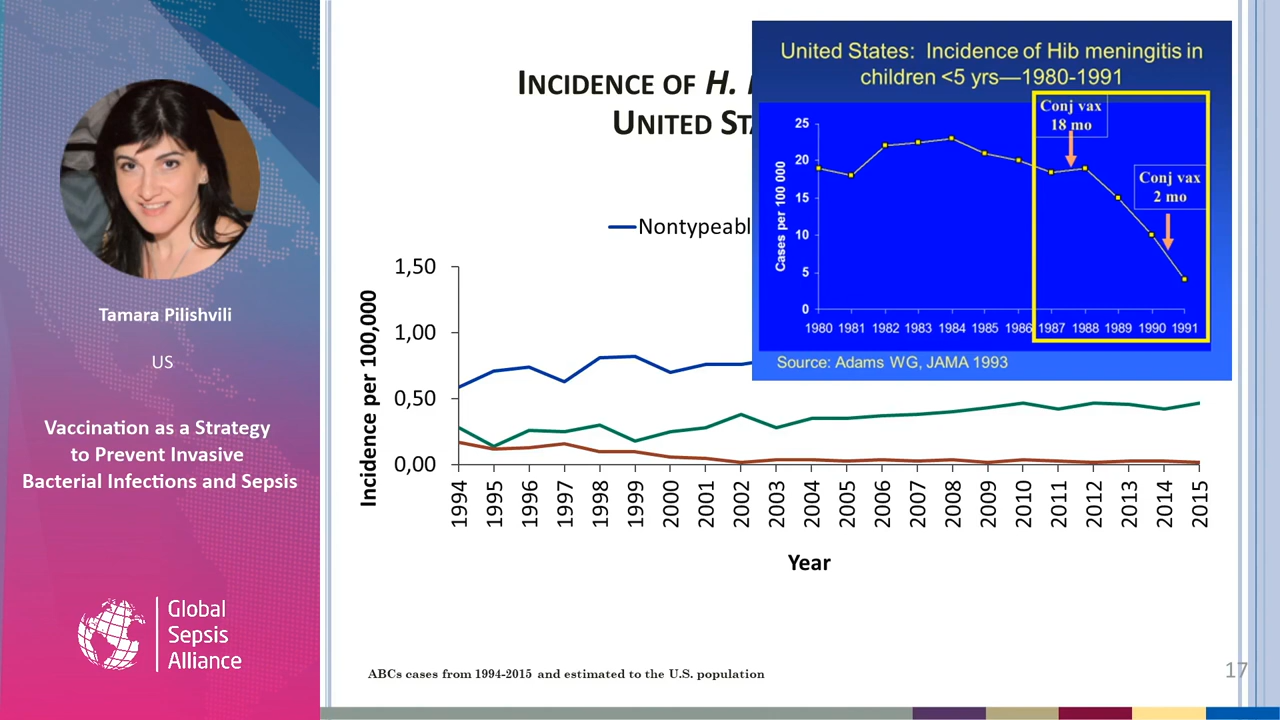 Tamara Pilishvili
US
Vaccination as a Strategy
to Prevent Invasive
Bacterial Infections and Sepsis
Global
Sepsis
Alliance
INCIDENCE OF H.
UNITED
United States: Incidence of Hib meningitis in
children <5 yrs—1980-1991
Conj vax
18 mo
Conj vax
2 mo
Cases per 100 000
25
20
15
10
5
0
1980 1981 1982 1983 1984 1985 1986 1987 1988 1989 1990 1991
Source: Adams WG, JAMA 1993
Incidence per 100,000
1,50
1,00
0,50
0,00
1994 1995 1996 1997 1998 1999 2000 2001 2002 2003 2004 2005 2006 2007 2008 2009 2010 2011 2012 2013 2014 2015
Year
ABCs cases from 1994-2015 and estimated to the U.S. population
17